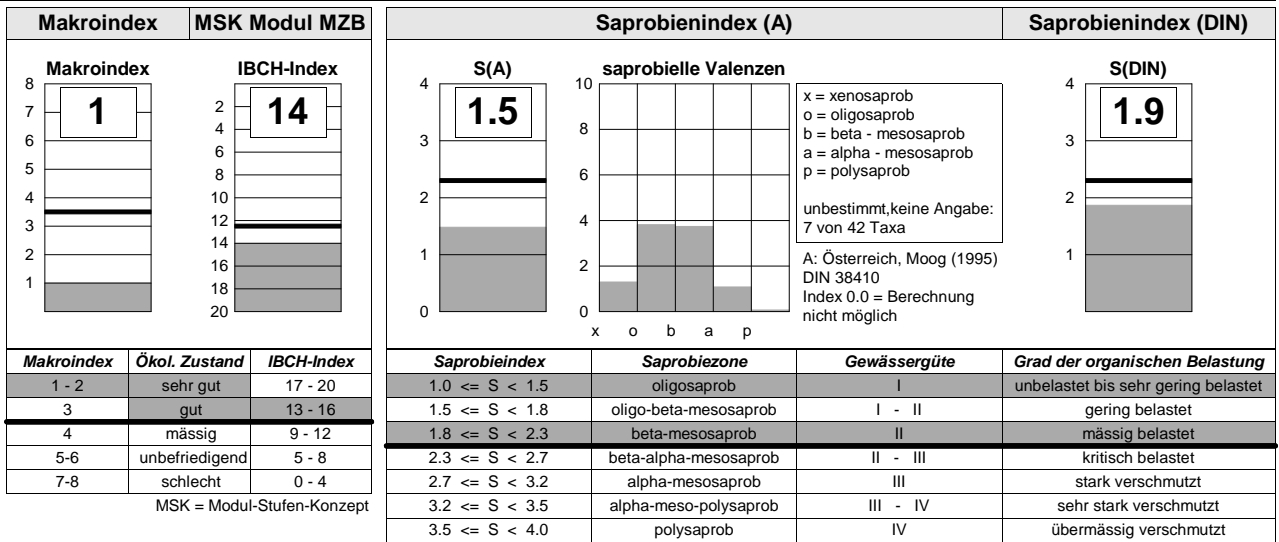 Makroindex MSK Modul MZB Saprobienindex (A) Saprobienindex (DIN)
Makroindex
8
7
6
5
4
3
2
1
1
IBCH-Index
2
4
6
8
10
12
14
16
18
20
14
S(A)
4
3
2
1
0
1.5
saprobielle Valenzen
10
8
6
4
2
0
x o b a p
x = xenosaprob
o = oligosaprob
b = beta - mesosaprob
a = alpha - mesosaprob
p = polysaprob
unbestimmt,keine Angabe:
7 von 42 Taxa
A: Österreich, Moog (1995)
DIN 38410
Index 0.0 = Berechnung
nicht möglich
S(DIN)
4
3
2
1
1.9
Makroindex Ökol. Zustand IBCH-Index
1 - 2 sehr gut 17 - 20
3 gut 13 - 16
4 mässig 9 - 12
5-6 unbefriedigend 5 - 8
7-8 schlecht 0 - 4
MSK = Modul-Stufen-Konzept
Saprobieindex Saprobiezone Gewässergüte Grad der organischen Belastung
1.0 <= S < 1.5 oligosaprob I unbelastet bis sehr gering belastet
1.5 <= S < 1.8 oligo-beta-mesosaprob I - II gering belastet
1.8 <= S < 2.3 beta-mesosaprob II mässig belastet
2.3 <= S < 2.7 beta-alpha-mesosaprob II - III kritisch belastet
2.7 <= S < 3.2 alpha-mesosaprob III stark verschmutzt
3.2 <= S < 3.5 alpha-meso-polysaprob III - IV sehr stark verschmutzt
3.5 <= S < 4.0 polysaprob IV übermässig verschmutzt